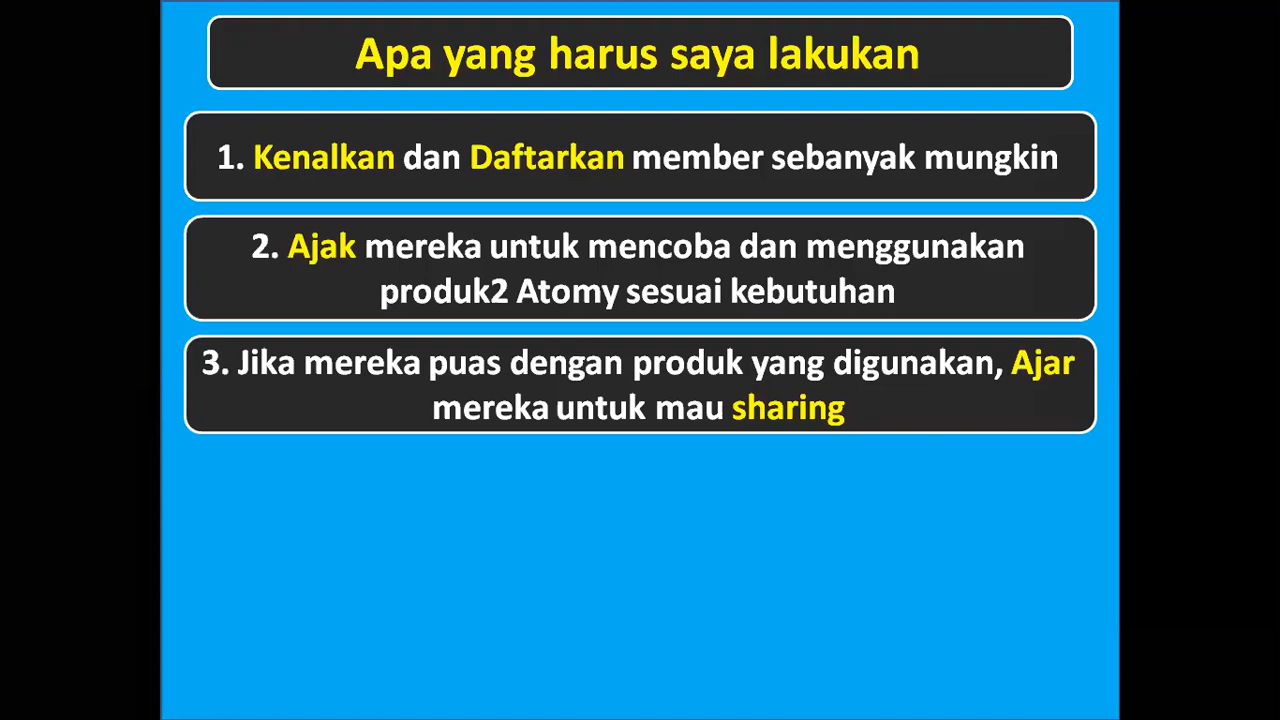 Apa yang harus saya lakukan
1. Kenalkan dan Daftarkan member sebanyak mungkin
2. Ajak mereka untuk mencoba dan menggunakan
produk2 Atomy sesuai kebutuhan
3. Jika mereka puas dengan produk yang digunakan, Ajar
mereka untuk mau sharing